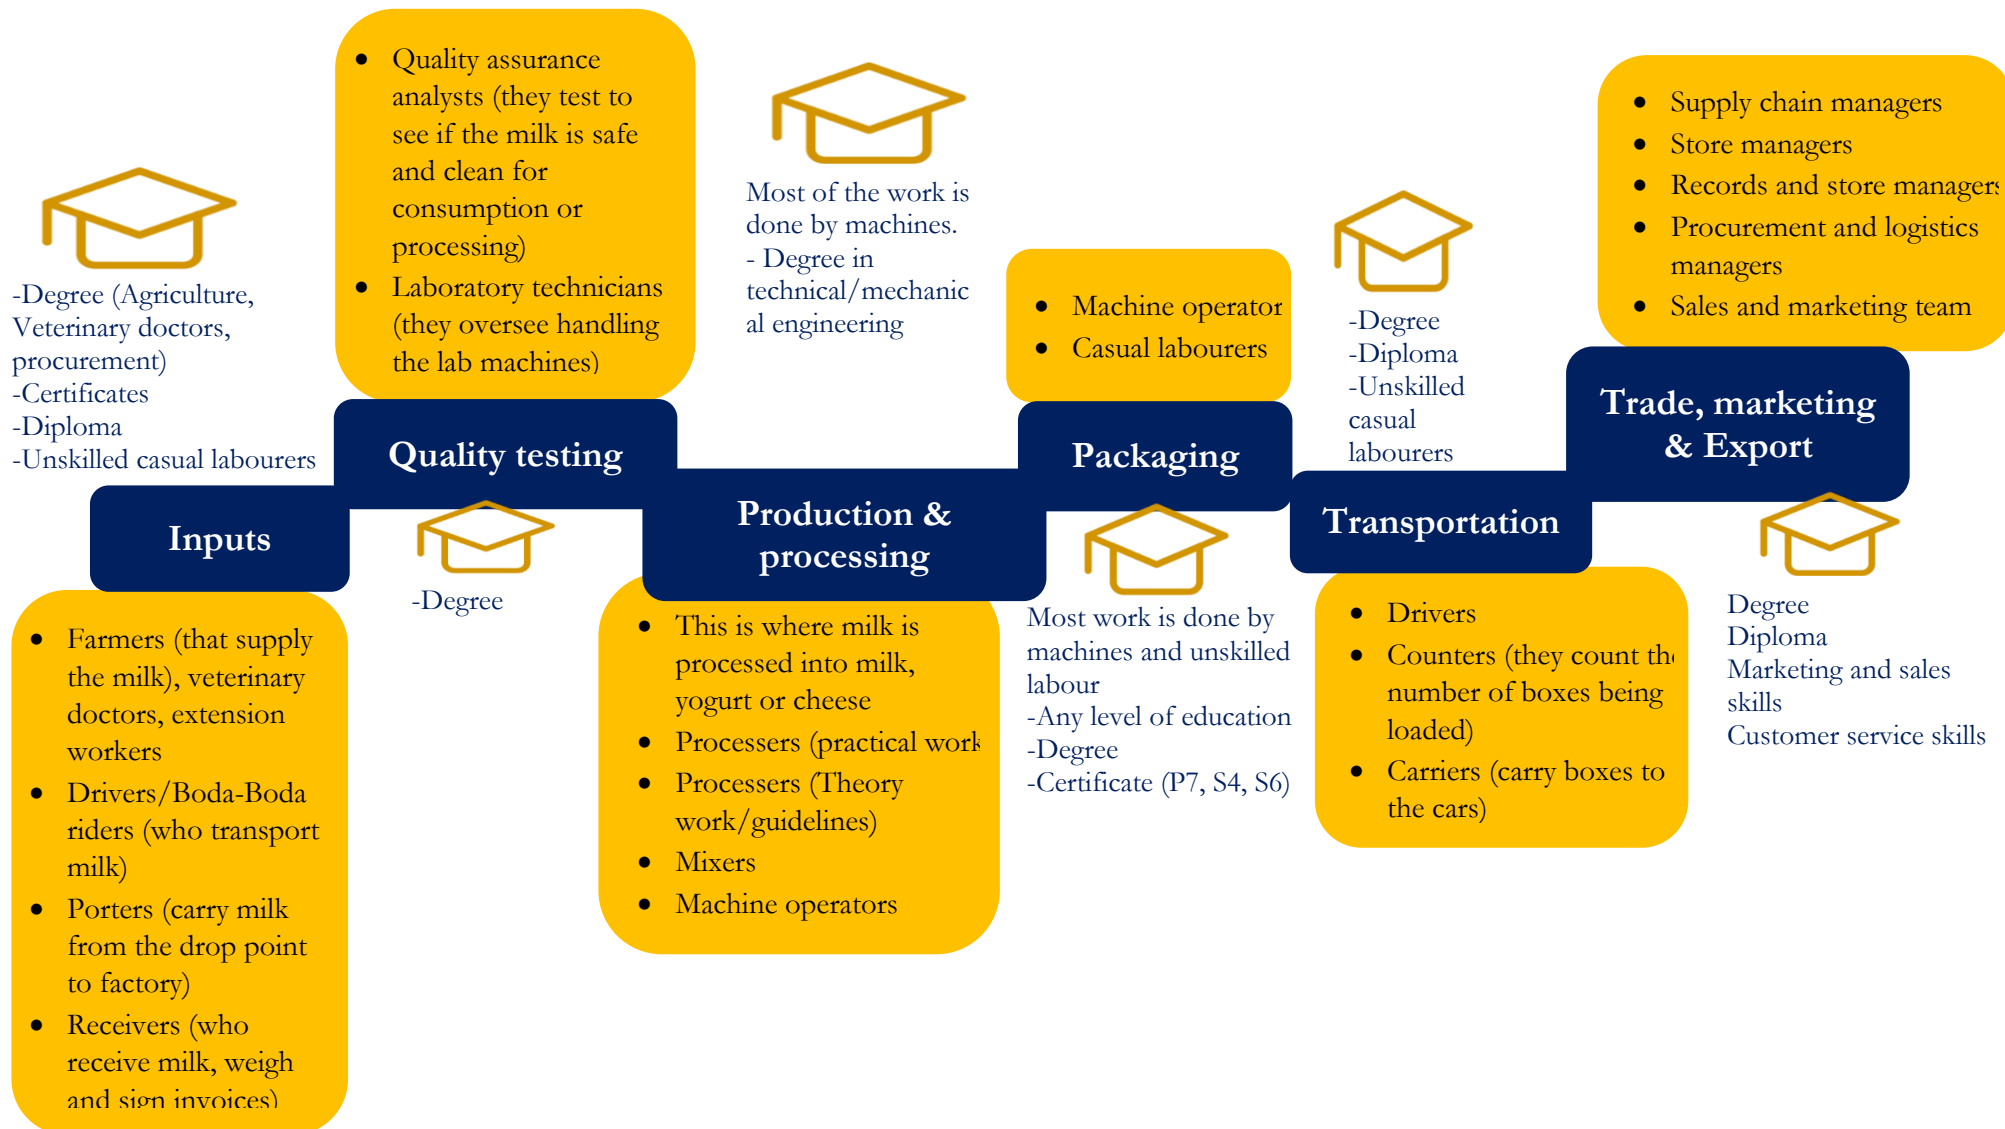 -Degree (Agriculture,
Veterinary doctors,
procurement)
-Certificates
-Diploma
-Unskilled casual labourers
Inputs
• Farmers (that supply
the milk), veterinary
doctors, extension
workers
• Drivers/Boda-Boda
riders (who transport
milk)
• Porters (carry milk
from the drop point
to factory)
• Receivers (who
receive milk, weigh
and sign invoices)
• Quality assurance
analysts (they test to
see if the milk is safe
and clean for
consumption or
processing)
• Laboratory technicians
(they oversee handling
the lab machines)
Quality testing
-Degree
Most of the work is
done by machines.
- Degree in
technical/mechanic
al engineering
Production &
processing
• This is where milk is
processed into milk,
yogurt or cheese
• Processers (practical work
• Processers (Theory
work/guidelines)
• Mixers
• Machine operators
• Machine operator
• Casual labourers
Packaging
Most work is done by
machines and unskilled
labour
-Any level of education
-Degree
-Certificate (P7, S4, S6)
-Degree
-Diploma
-Unskilled
casual
labourers
Transportation
• Drivers
• Counters (they count the
number of boxes being
loaded)
• Carriers (carry boxes to
the cars)
• Supply chain managers
• Store managers
• Records and store managers
• Procurement and logistics
managers
• Sales and marketing team
Trade, marketing
& Export
Degree
Diploma
Marketing and sales
skills
Customer service skills